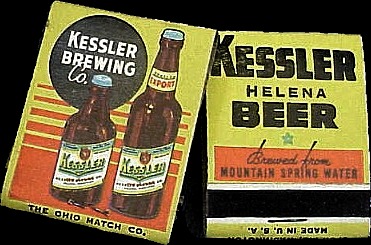 KESSLER
BREWING
Co.
EXPORT
KESSLER
KESSLER
THE OHIO MATCH CO.
KESSLER
HELENA
BEER
Brewed from
MOUNTAIN SPRING WATER
MADE IN U.S.A.